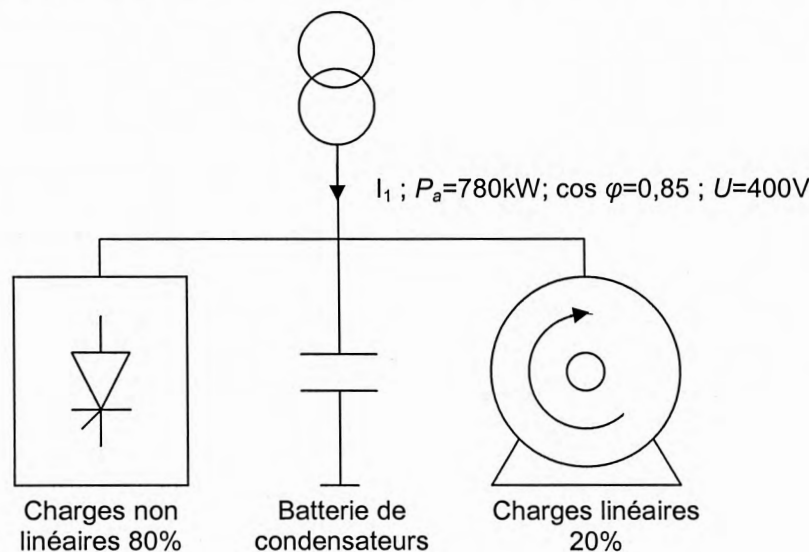 I₁ ; Pₐ=780kW; cos φ=0,85 ; U=400V
Charges non
linéaires 80%
Batterie de
condensateurs
Charges linéaires
20%